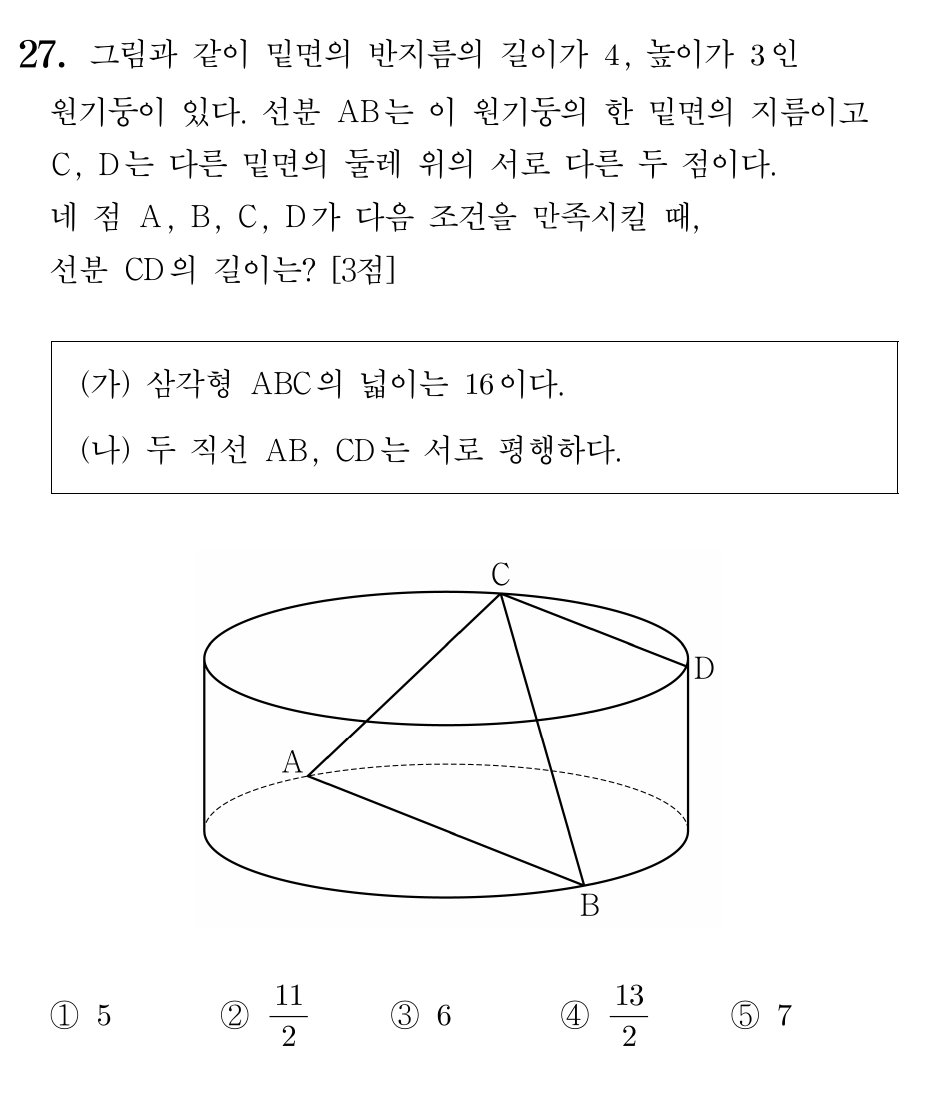 27. 그림과 같이 밑면의 반지름의 길이가 4, 높이가 3인
원기둥이 있다. 선분 AB는 이 원기둥의 한 밑면의 지름이고
C, D는 다른 밑면의 둘레 위의 서로 다른 두 점이다.
네 점 A, B, C, D가 다음 조건을 만족시킬 때,
선분 CD의 길이는? [3점]
(가) 삼각형 ABC의 넓이는 16이다.
(나) 두 직선 AB, CD는 서로 평행하다.
C
D
A
B
① 5 ② 11/2 ③ 6 ④ 13/2 ⑤ 7